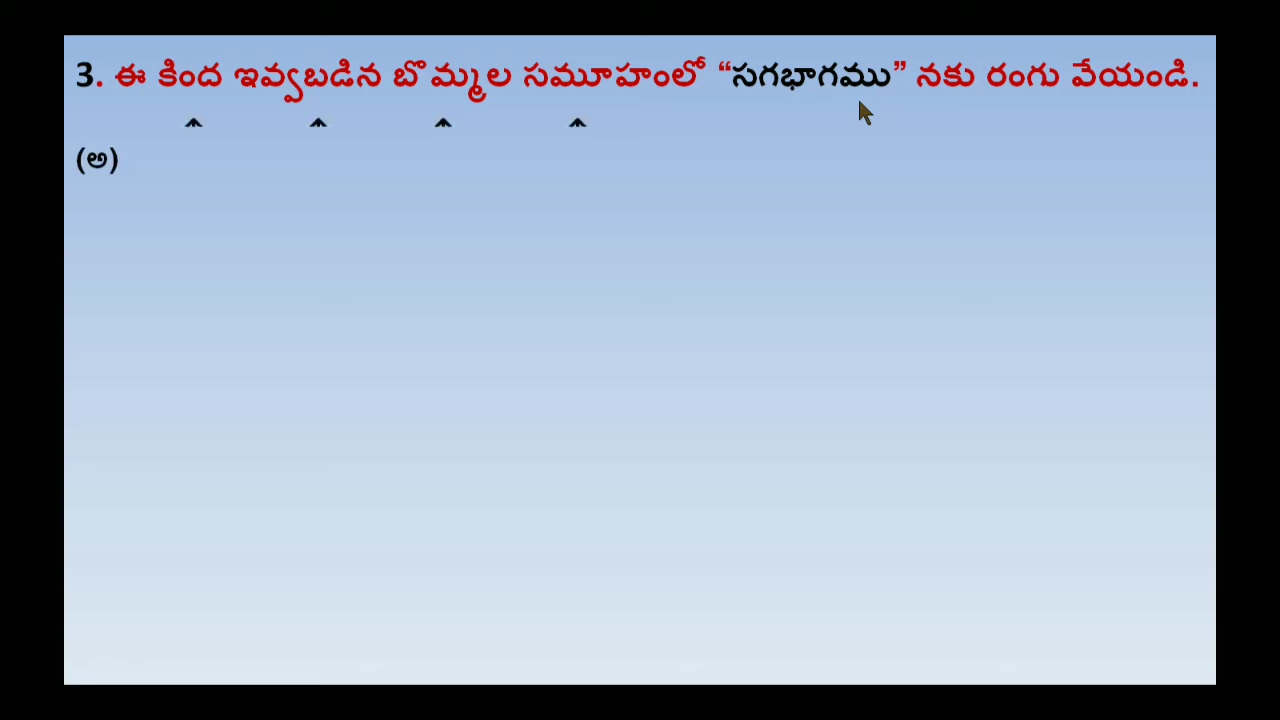 3. ఈ కింద ఇవ్వబడిన బొమ్మల సమూహంలో “సగభాగము” నకు రంగు వేయండి.
(అ)